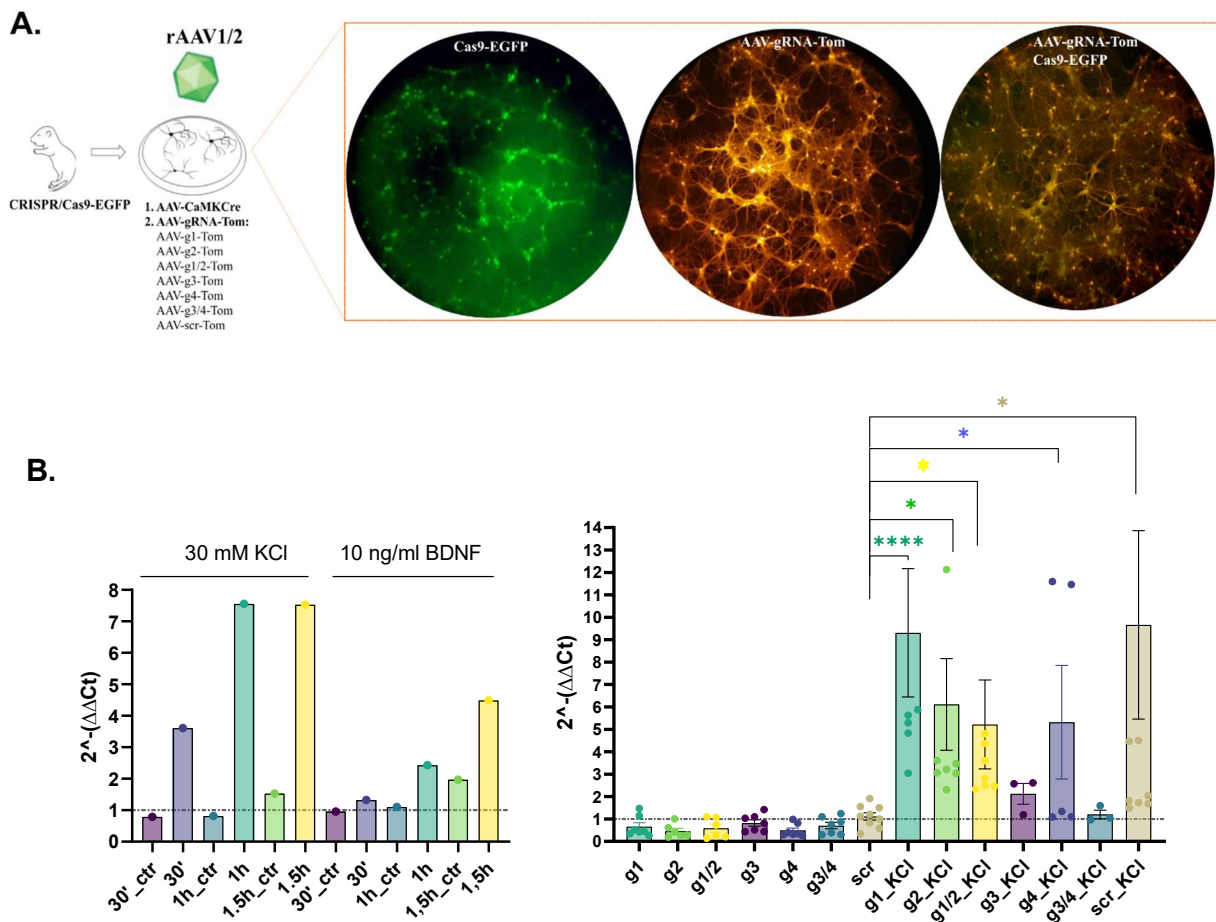 A.
rAAV1/2
CRISPR/Cas9-EGFP
1. AAV-CaMKCre
2. AAV-gRNA-Tom:
AAV-g1-Tom
AAV-g2-Tom
AAV-g1/2-Tom
AAV-g3-Tom
AAV-g4-Tom
AAV-g3/4-Tom
AAV-scr-Tom
Cas9-EGFP
AAV-gRNA-Tom
AAV-gRNA-Tom
Cas9-EGFP
B.
30 mM KCl
10 ng/ml BDNF
2^-(ΔΔCt)
8
7
6
5
4
3
2
1
0
30'_ctr
30'
1h_ctr
1h
1.5h_ctr
1.5h
30'_ctr
30'
1h_ctr
1h
1,5h_ctr
1,5h
*
*
*
*
****
2^-(ΔΔCt)
14
13
12
11
10
9
8
7
6
5
4
3
2
1
0
g1
g2
g1/2
g3
g4
g3/4
scr
g1_KCl
g2_KCl
g1/2_KCl
g3_KCl
g4_KCl
g3/4_KCl
scr_KCl